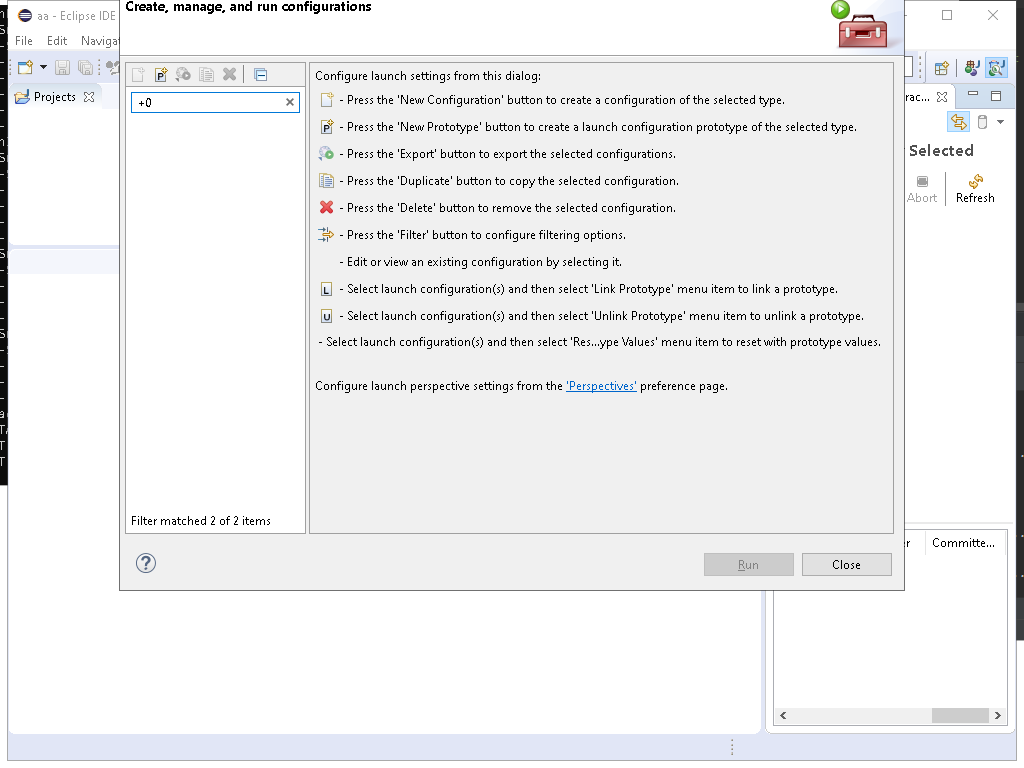 Create, manage, and run configurations
aa - Eclipse IDE
File Edit Navigat
Projects
+0
Configure launch settings from this dialog:
- Press the 'New Configuration' button to create a configuration of the selected type.
- Press the 'New Prototype' button to create a launch configuration prototype of the selected type.
- Press the 'Export' button to export the selected configurations.
- Press the 'Duplicate' button to copy the selected configuration.
- Press the 'Delete' button to remove the selected configuration.
- Press the 'Filter' button to configure filtering options.
- Edit or view an existing configuration by selecting it.
- Select launch configuration(s) and then select 'Link Prototype' menu item to link a prototype.
- Select launch configuration(s) and then select 'Unlink Prototype' menu item to unlink a prototype.
- Select launch configuration(s) and then select 'Res...ype Values' menu item to reset with prototype values.
Configure launch perspective settings from the 'Perspectives' preference page.
Filter matched 2 of 2 items
Run Close
rac...
Selected
Abort Refresh
er Committe...